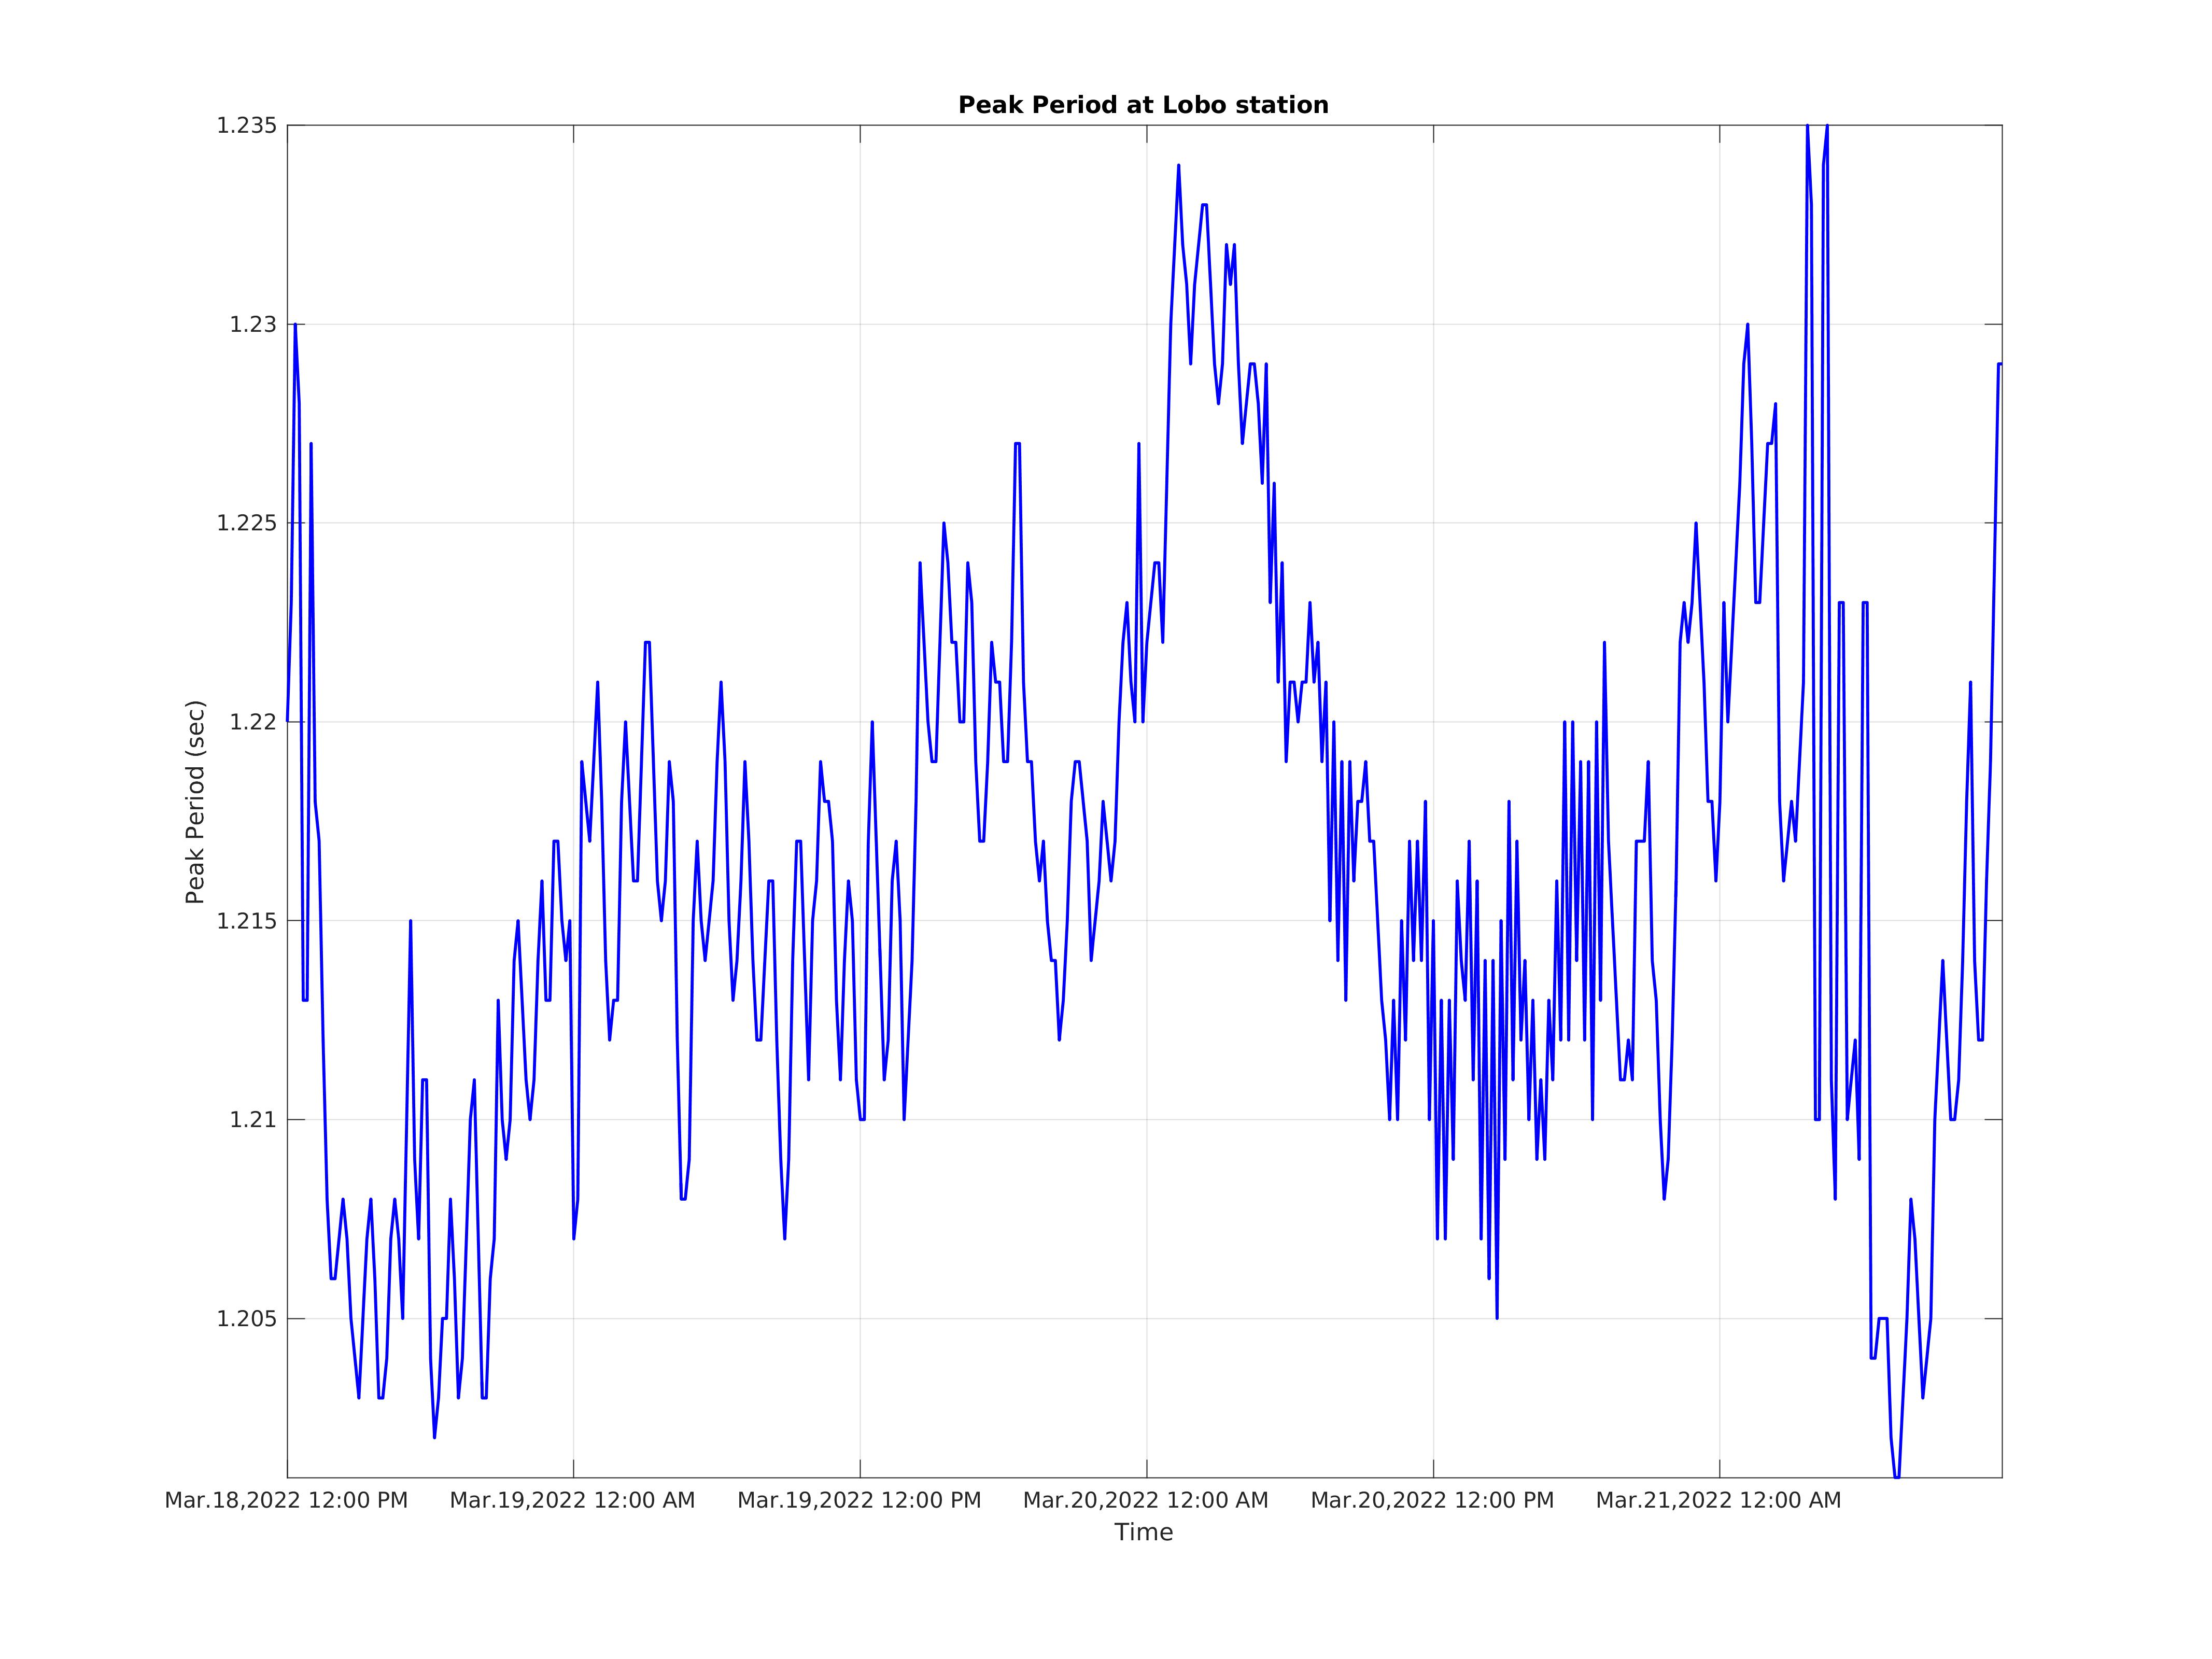 Peak Period at Lobo station
1.235
1.23
1.225
1.22
1.215
1.21
1.205
Peak Period (sec)
Mar.18,2022 12:00 PM
Mar.19,2022 12:00 AM
Mar.19,2022 12:00 PM
Mar.20,2022 12:00 AM
Mar.20,2022 12:00 PM
Mar.21,2022 12:00 AM
Time